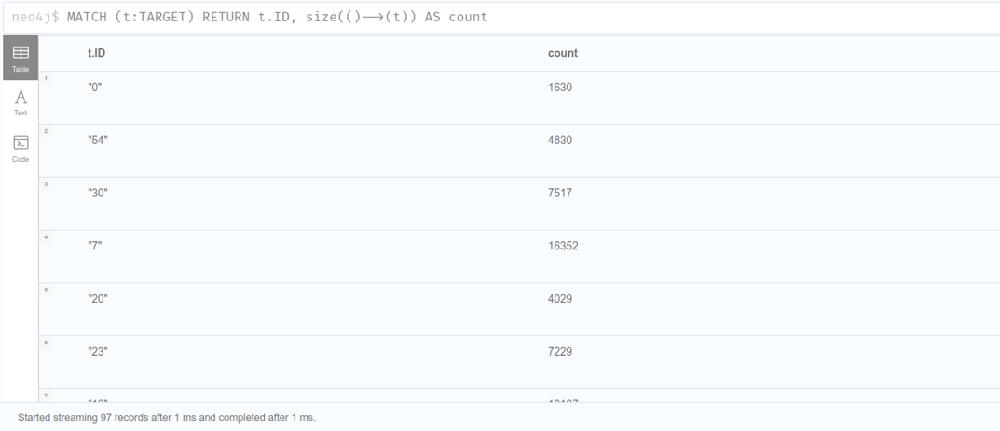 neo4j$ MATCH (t:TARGET) RETURN t.ID, size(()-->(t)) AS count
Table
Text
Code
t.ID count
1 "0" 1630
2 "54" 4830
3 "30" 7517
4 "7" 16352
5 "20" 4029
6 "23" 7229
7
Started streaming 97 records after 1 ms and completed after 1 ms.